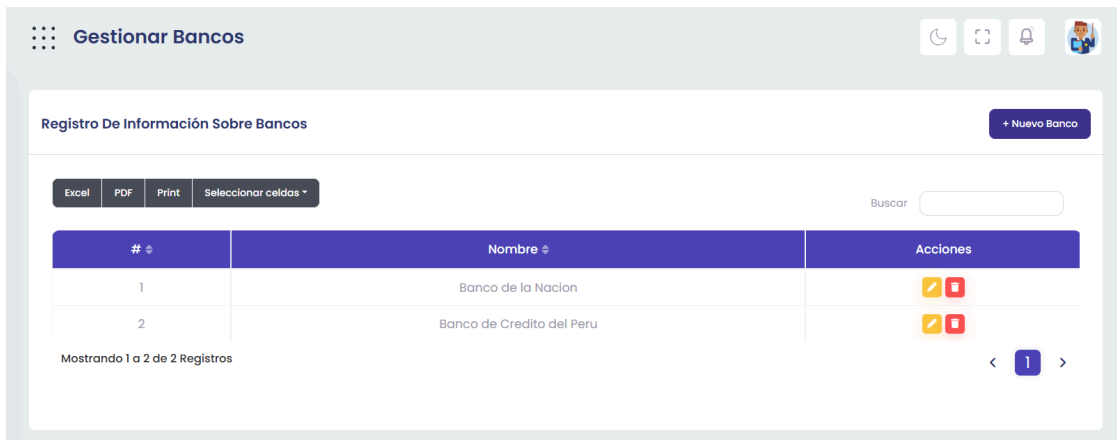 Gestionar Bancos
Registro De Información Sobre Bancos
+ Nuevo Banco
Excel PDF Print Seleccionar celdas
Buscar
# Nombre Acciones
1 Banco de la Nacion
2 Banco de Credito del Peru
Mostrando 1 a 2 de 2 Registros
< 1 >